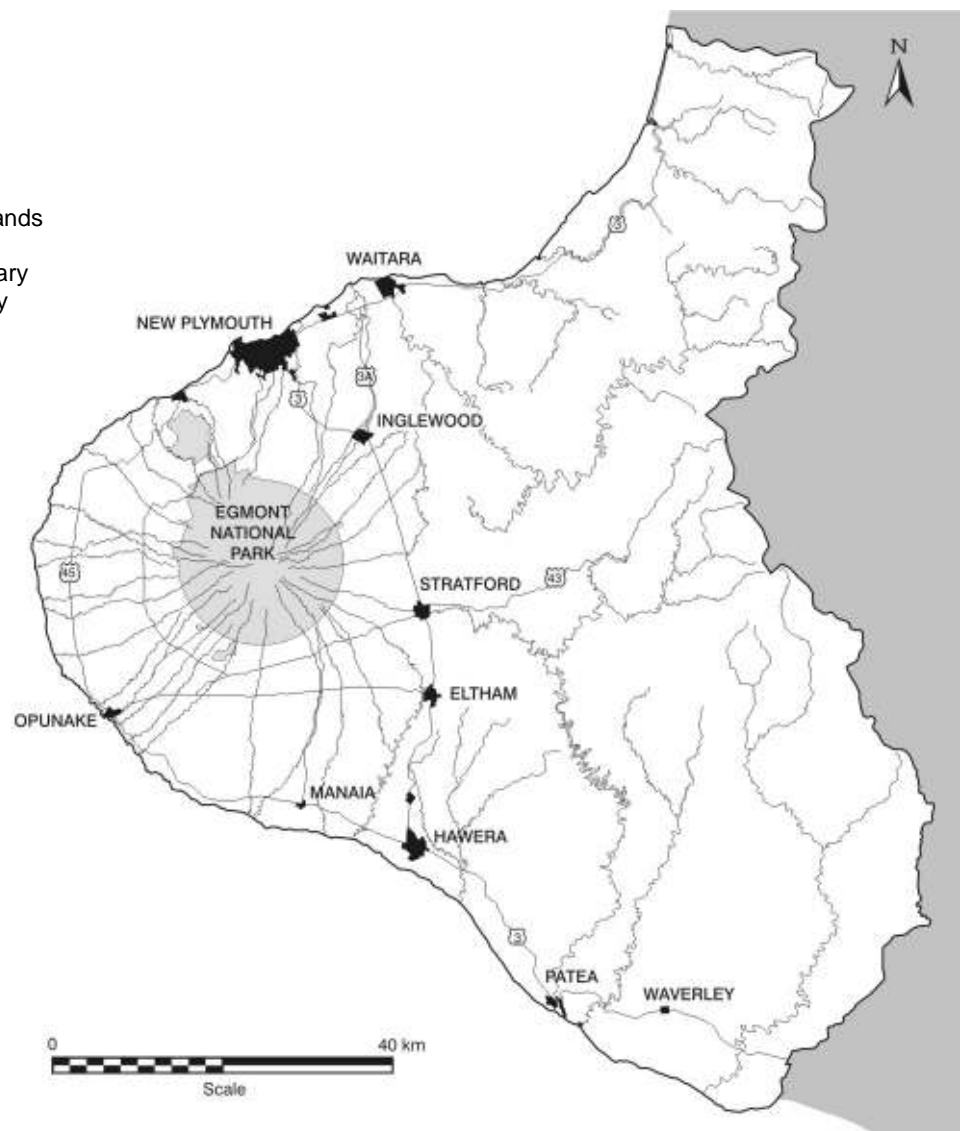 N
ands
ary
y
3
WAITARA
NEW PLYMOUTH
3A
3
INGLEWOOD
EGMONT
NATIONAL
PARK
45
43
STRATFORD
ELTHAM
OPUNAKE
MANAIA
HAWERA
3
PATEA
WAVERLEY
0 40 km
Scale